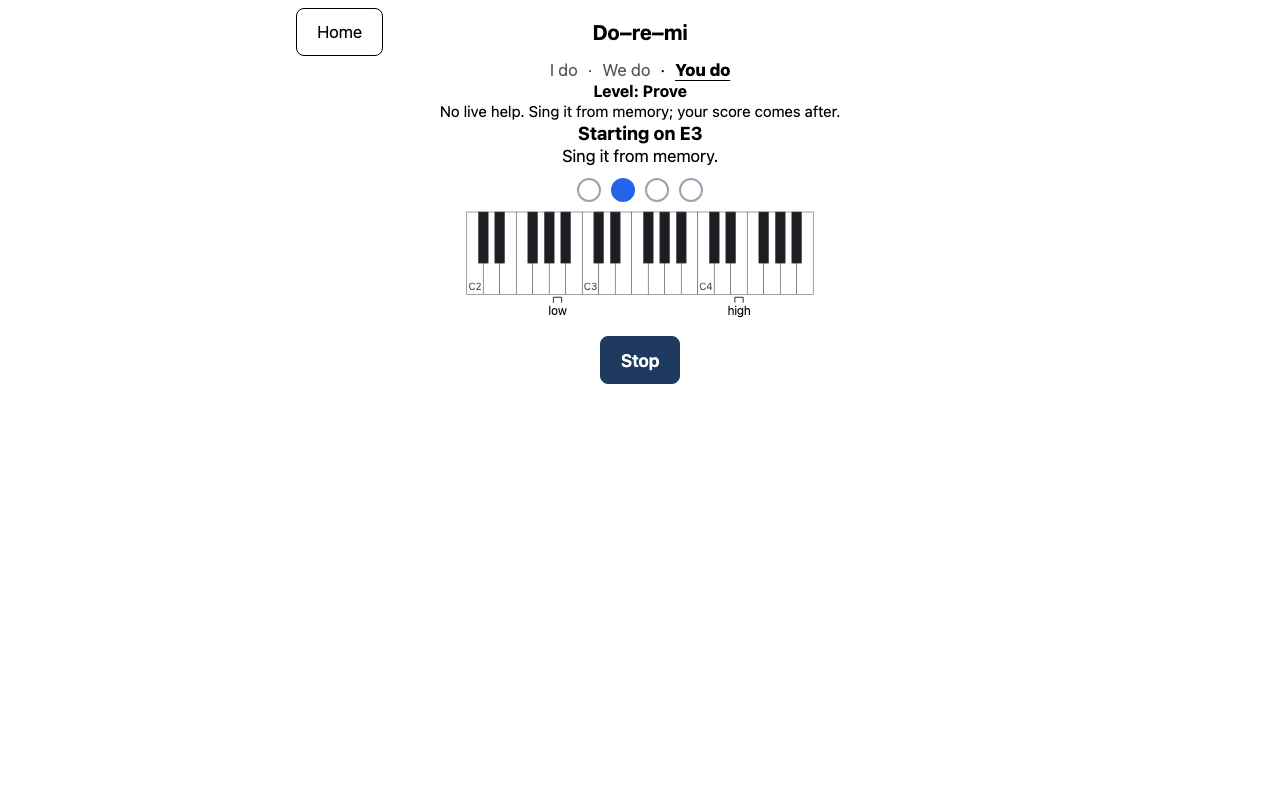 Home
Do–re–mi
I do · We do · You do
Level: Prove
No live help. Sing it from memory; your score comes after.
Starting on E3
Sing it from memory.
C2 C3 C4
low high
Stop